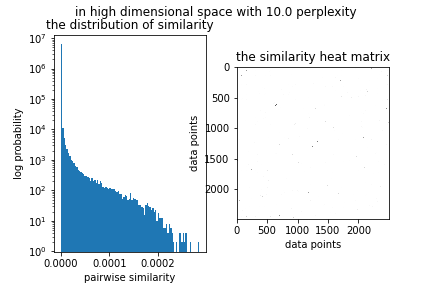 in high dimensional space with 10.0 perplexity
the distribution of similarity
10^7
10^6
10^5
10^4
10^3
10^2
10^1
10^0
log probability
0.0000 0.0001 0.0002
pairwise similarity
the similarity heat matrix
0
500
1000
1500
2000
data points
0 1000 2000
data points